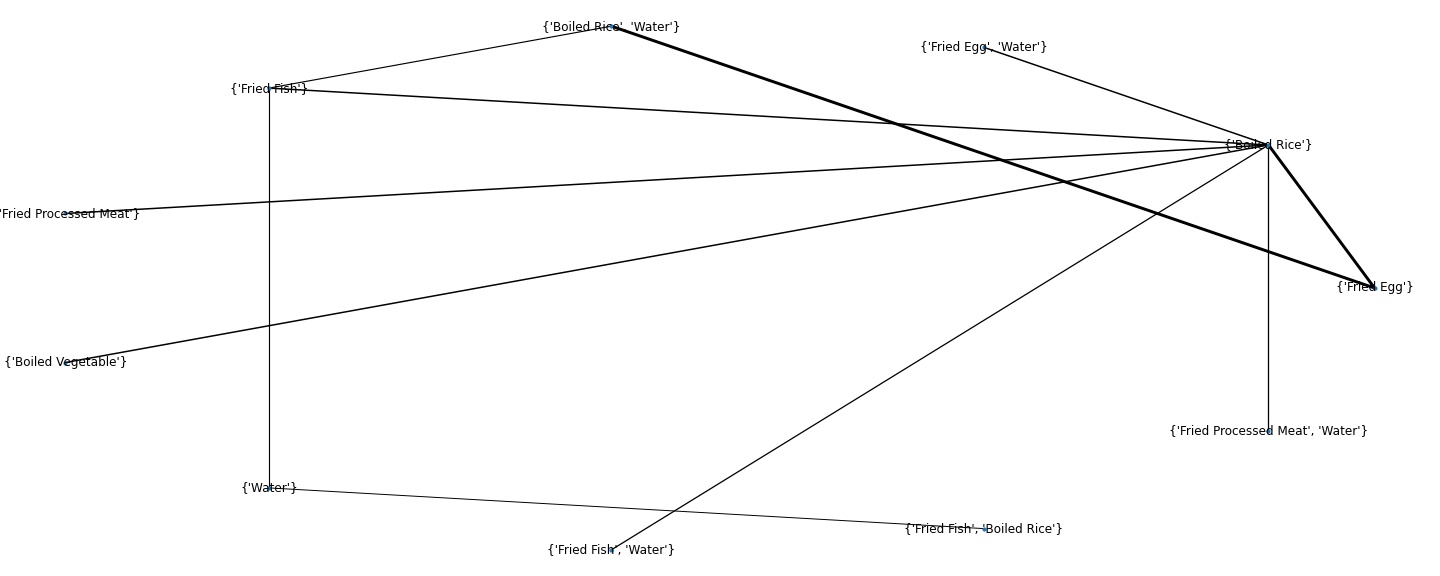 {'Boiled Rice', 'Water'}
{'Fried Egg', 'Water'}
{'Fried Fish'}
{'Boiled Rice'}
'Fried Processed Meat'}
{'Fried Egg'}
{'Boiled Vegetable'}
{'Fried Processed Meat', 'Water'}
{'Water'}
{'Fried Fish', 'Boiled Rice'}
{'Fried Fish', 'Water'}